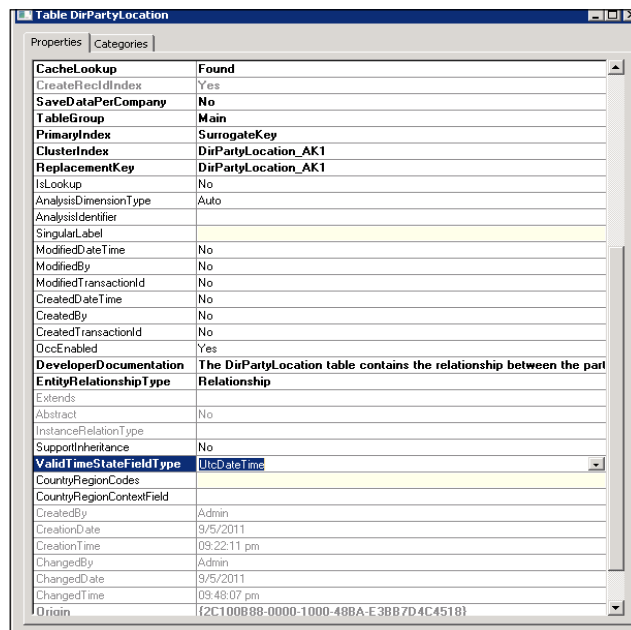 Table DirPartyLocation
Properties Categories
CacheLookup Found
CreateRecIdIndex Yes
SaveDataPerCompany No
TableGroup Main
PrimaryIndex SurrogateKey
ClusterIndex DirPartyLocation_AK1
ReplacementKey DirPartyLocation_AK1
IsLookup No
AnalysisDimensionType Auto
AnalysisIdentifier
SingularLabel
ModifiedDateTime No
ModifiedBy No
ModifiedTransactionId No
CreatedDateTime No
CreatedBy No
CreatedTransactionId No
OccEnabled Yes
DeveloperDocumentation The DirPartyLocation table contains the relationship between the part
EntityRelationshipType Relationship
Extends
Abstract No
InstanceRelationType
SupportInheritance No
ValidTimeStateFieldType UtcDateTime
CountryRegionCodes
CountryRegionContextField
CreatedBy Admin
CreationDate 9/5/2011
CreationTime 09:22:11 pm
ChangedBy Admin
ChangedDate 9/5/2011
ChangedTime 09:48:07 pm
Origin {2C100B88-0000-1000-48BA-E3BB7D4C4518}